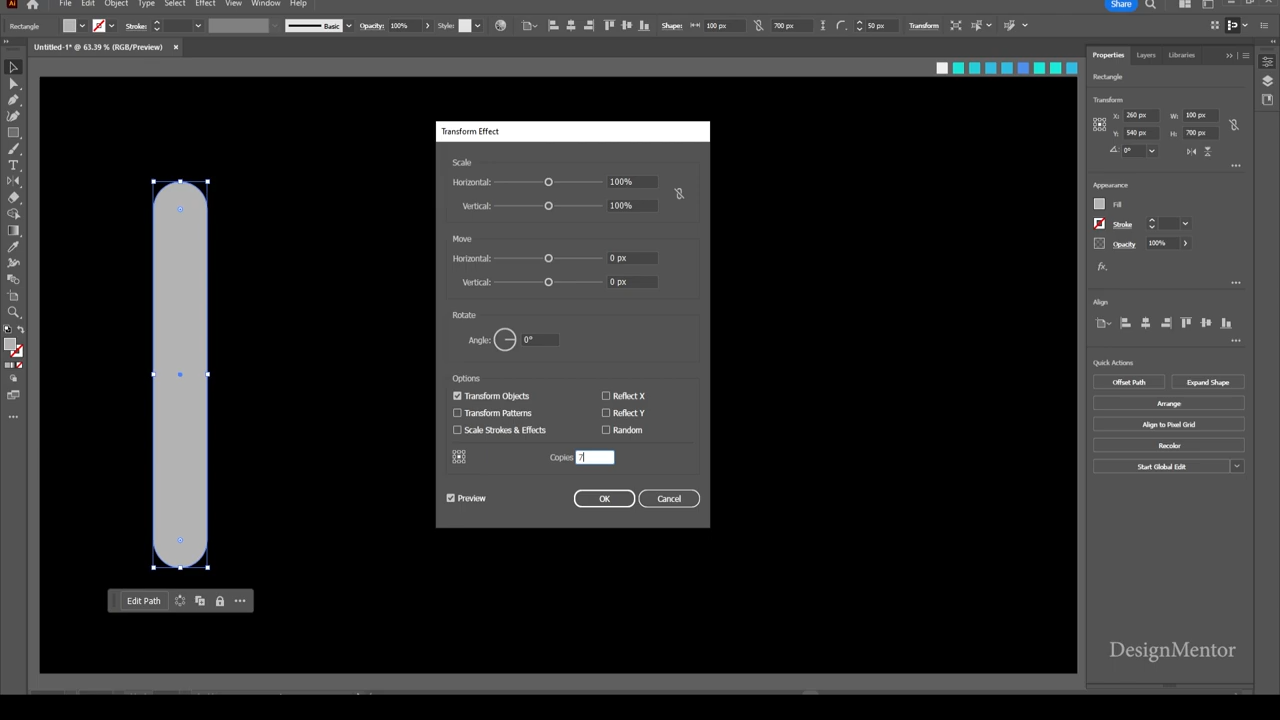 Ai File Edit Object Type Select Effect View Window Help Share
Rectangle Stroke: Basic Opacity: 100% Style: Shape: 100 px 700 px 50 px Transform
Untitled-1* @ 63.39 % (RGB/Preview) ×
Properties Layers Libraries
Rectangle
Transform
X: 260 px W: 100 px
Y: 540 px H: 700 px
0°
Appearance
Fill
Stroke
Opacity 100%
fx.
Align
Quick Actions
Offset Path Expand Shape
Arrange
Align to Pixel Grid
Recolor
Start Global Edit
Transform Effect
Scale
Horizontal: 100%
Vertical: 100%
Move
Horizontal: 0 px
Vertical: 0 px
Rotate
Angle: 0°
Options
Transform Objects Reflect X
Transform Patterns Reflect Y
Scale Strokes & Effects Random
Copies 7
Preview OK Cancel
Edit Path
DesignMentor